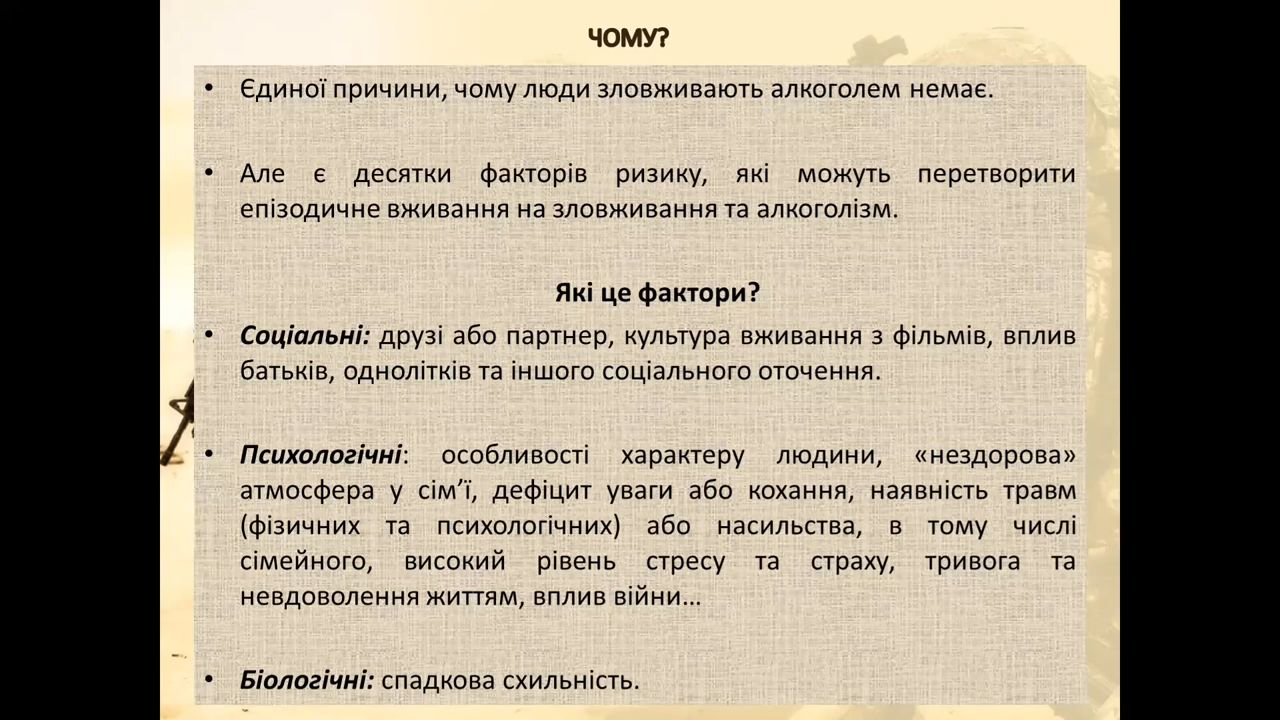 ЧОМУ?
• Єдиної причини, чому люди зловживають алкоголем немає.
• Але є десятки факторів ризику, які можуть перетворити
епізодичне вживання на зловживання та алкоголізм.
Які це фактори?
• Соціальні: друзі або партнер, культура вживання з фільмів, вплив
батьків, однолітків та іншого соціального оточення.
• Психологічні: особливості характеру людини, «нездорова»
атмосфера у сім’ї, дефіцит уваги або кохання, наявність травм
(фізичних та психологічних) або насильства, в тому числі
сімейного, високий рівень стресу та страху, тривога та
невдоволення життям, вплив війни…
• Біологічні: спадкова схильність.